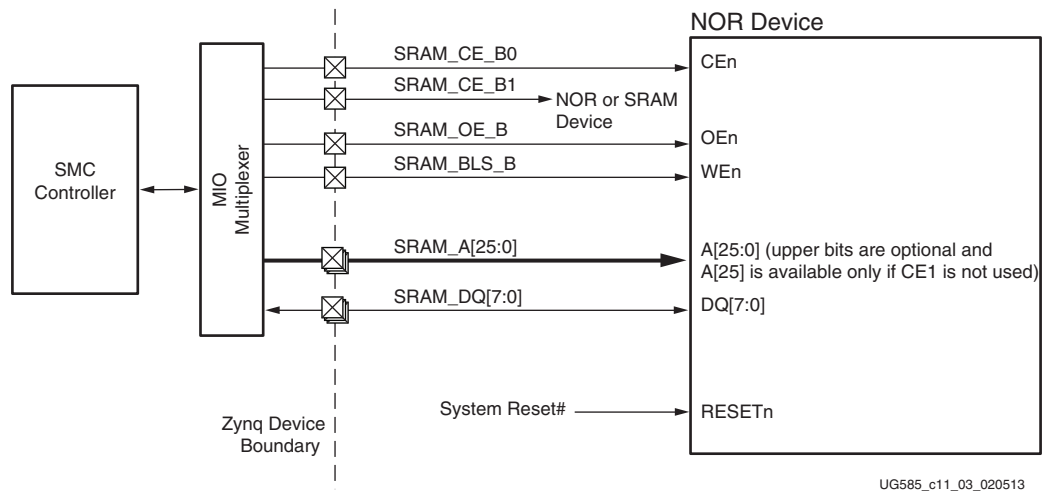 NOR Device
SRAM_CE_B0
CEn
SRAM_CE_B1
NOR or SRAM
Device
SRAM_OE_B
OEn
SRAM_BLS_B
WEn
SMC
Controller
MIO
Multiplexer
SRAM_A[25:0]
A[25:0] (upper bits are optional and
A[25] is available only if CE1 is not used)
SRAM_DQ[7:0]
DQ[7:0]
System Reset#
RESETn
Zynq Device
Boundary
UG585_c11_03_020513